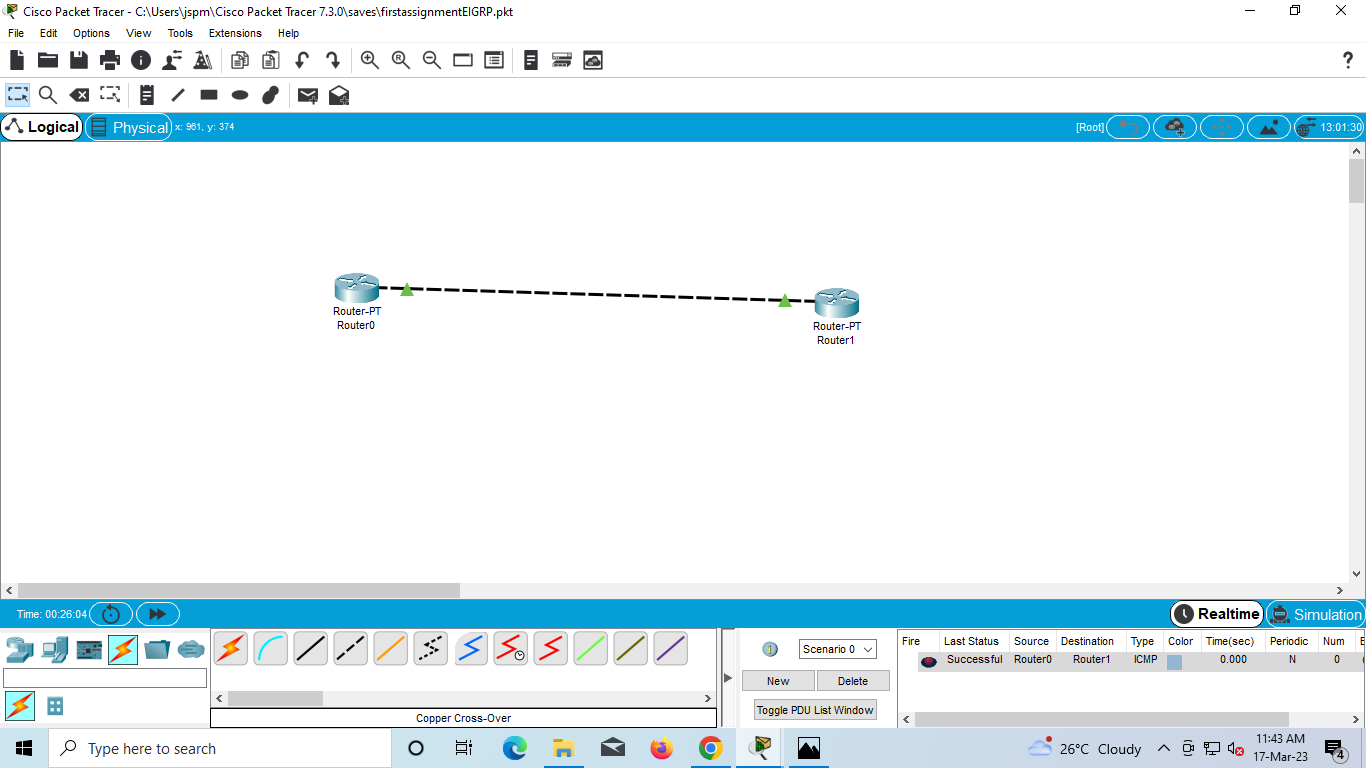 Cisco Packet Tracer - C:\Users\jspm\Cisco Packet Tracer 7.3.0\saves\firstassignmentEIGRP.pkt
File Edit Options View Tools Extensions Help
?
Logical Physical x: 961, y: 374 [Root] 13:01:30
Router-PT
Router0
Router-PT
Router1
Time: 00:26:04 Realtime Simulation
Scenario 0
New Delete
Toggle PDU List Window
Fire Last Status Source Destination Type Color Time(sec) Periodic Num
Successful Router0 Router1 ICMP 0.000 N 0
Copper Cross-Over
Type here to search
26°C Cloudy
11:43 AM
17-Mar-23
4